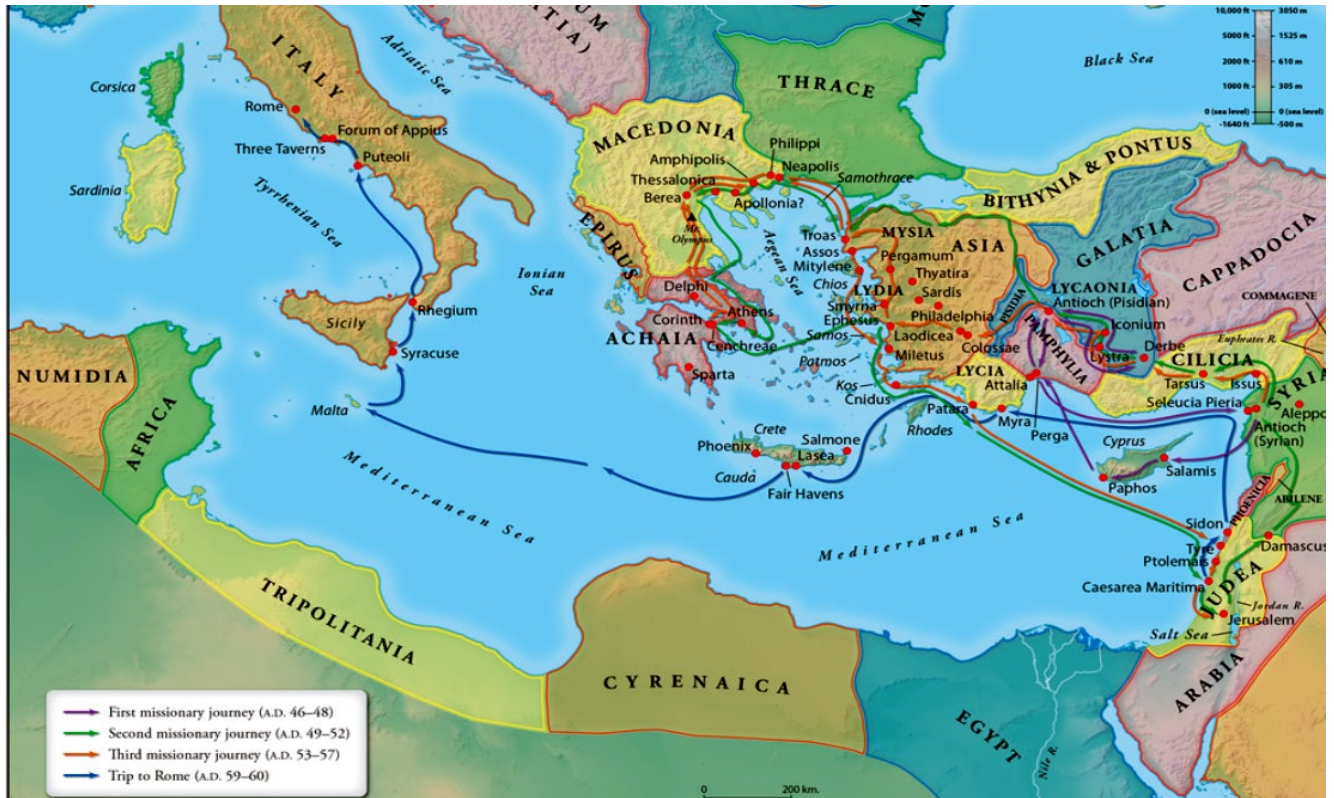 UM
ATIA)
MO
10,000 ft
5000 ft
2000 ft
1000 ft
0 (sea level)
-1640 ft
3050 m
1525 m
610 m
305 m
0 (sea level)
-500 m
ITALY
Adriatic Sea
Black Sea
Corsica
THRACE
Rome
Forum of Appius
Three Taverns
Puteoli
MACEDONIA
Philippi
Amphipolis
Neapolis
Thessalonica
Samothrace
Berea
Apollonia?
BITHYNIA & PONTUS
Sardinia
Tyrrhenian Sea
Mt.
Olympus
EPIRUS
Aegean Sea
Troas
MYSIA
ASIA
GALATIA
CAPPADOCIA
Assos
Pergamum
Mitylene
Thyatira
Ionian
Sea
Chios
Delphi
LYDIA
Sardis
LYCAONIA
Antioch (Pisidian)
COMMAGENE
Rhegium
Sicily
Smyrna
Philadelphia
PISIDIA
Athens
Ephesus
Iconium
Corinth
Samos
Laodicea
PAMPHYLIA
Euphrates R.
ACHAIA
Cenchreae
Colossae
Derbe
Syracuse
Miletus
Lystra
CILICIA
Patmos
NUMIDIA
Sparta
LYCIA
Attalia
Tarsus
Issus
SYRIA
Kos
Cnidus
Seleucia Pieria
AFRICA
Malta
Patara
Myra
Aleppo
Antioch
(Syrian)
Rhodes
Perga
Crete
Phoenix
Salmone
Lasea
Cyprus
Salamis
Cauda
Fair Havens
Paphos
Mediterranean Sea
PHOENICIA
ABILENE
Mediterranean Sea
Sidon
Tyre
Damascus
Ptolemais
Caesarea Maritima
JUDEA
TRIPOLITANIA
Jordan R.
Jerusalem
Salt Sea
CYRENAICA
ARABIA
EGYPT
Nile R.
First missionary journey (A.D. 46–48)
Second missionary journey (A.D. 49–52)
Third missionary journey (A.D. 53–57)
Trip to Rome (A.D. 59–60)
0
200 km.